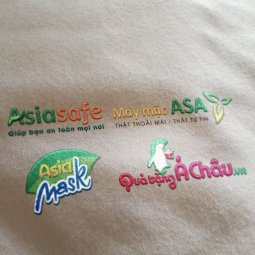 Asiasafe
Giúp bạn an toàn mọi nơi
May mặc ASA
THẬT THOẢI MÁI - THẬT TỰ TIN
Asia
Mask
Quà tặng Á Châu.vn